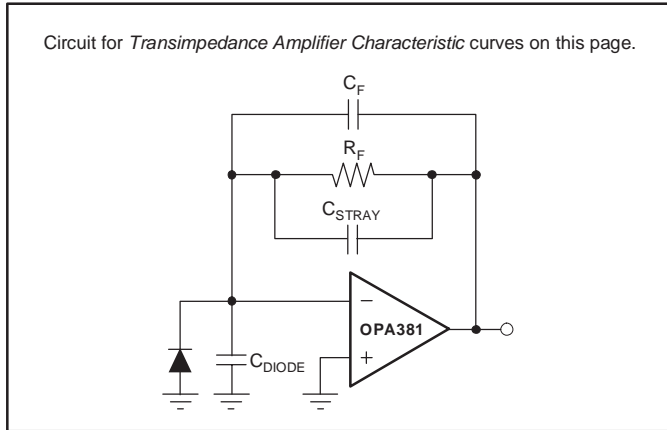 Circuit for Transimpedance Amplifier Characteristic curves on this page.
CF
RF
CSTRAY
−
OPA381
+
CDIODE